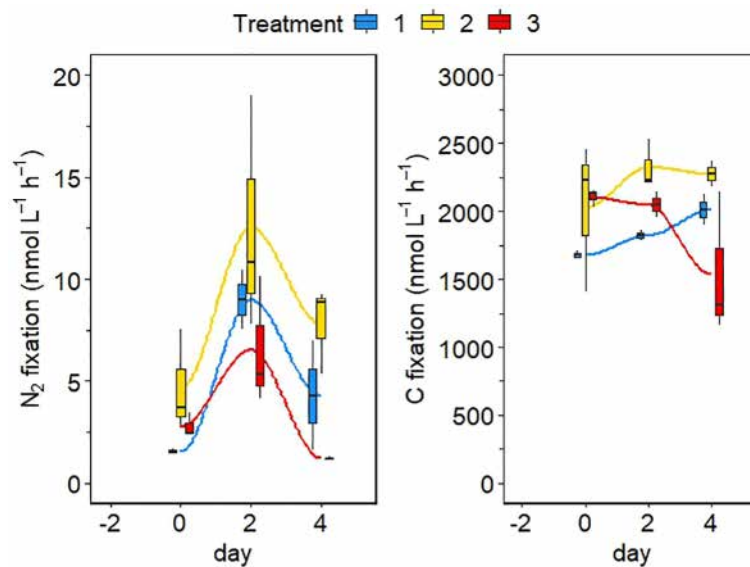 Treatment 1 2 3
N₂ fixation (nmol L⁻¹ h⁻¹)
20
15
10
5
0
-2 0 2 4
day
C fixation (nmol L⁻¹ h⁻¹)
3000
2500
2000
1500
1000
500
0
-2 0 2 4
day